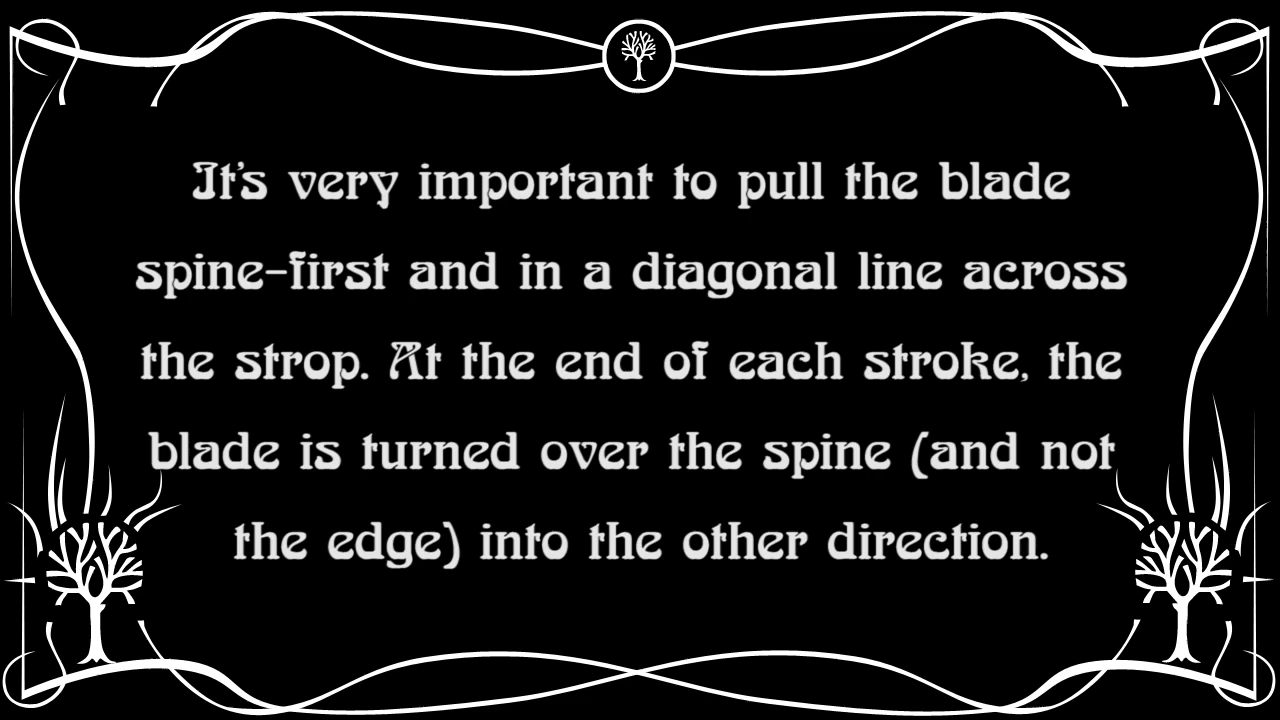 It's very important to pull the blade
spine-first and in a diagonal line across
the strop. At the end of each stroke, the
blade is turned over the spine (and not
the edge) into the other direction.